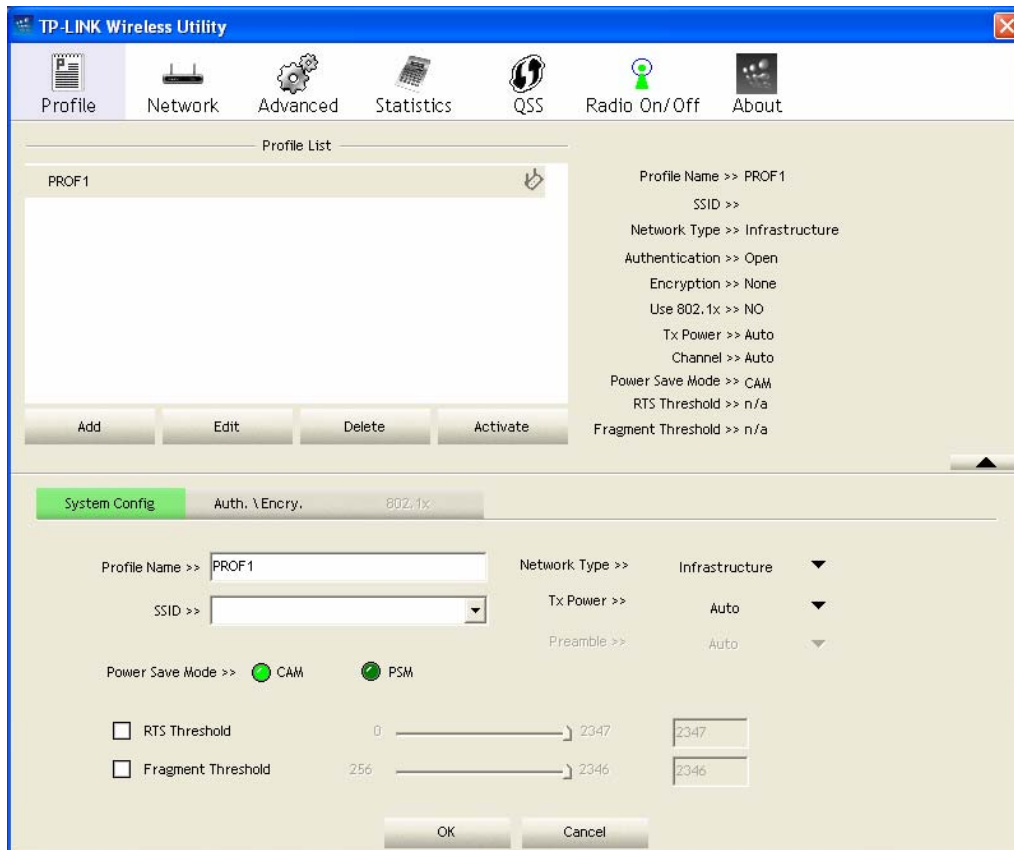 TP-LINK Wireless Utility
Profile
Network
Advanced
Statistics
QSS
Radio On/Off
About
Profile List
PROF1
Profile Name >> PROF1
SSID >>
Network Type >> Infrastructure
Authentication >> Open
Encryption >> None
Use 802.1x >> NO
Tx Power >> Auto
Channel >> Auto
Power Save Mode >> CAM
RTS Threshold >> n/a
Fragment Threshold >> n/a
Add
Edit
Delete
Activate
System Config
Auth. \ Encry.
802.1x
Profile Name >> PROF1
Network Type >> Infrastructure
SSID >>
Tx Power >> Auto
Preamble >> Auto
Power Save Mode >> CAM PSM
RTS Threshold 0 2347 2347
Fragment Threshold 256 2346 2346
OK
Cancel